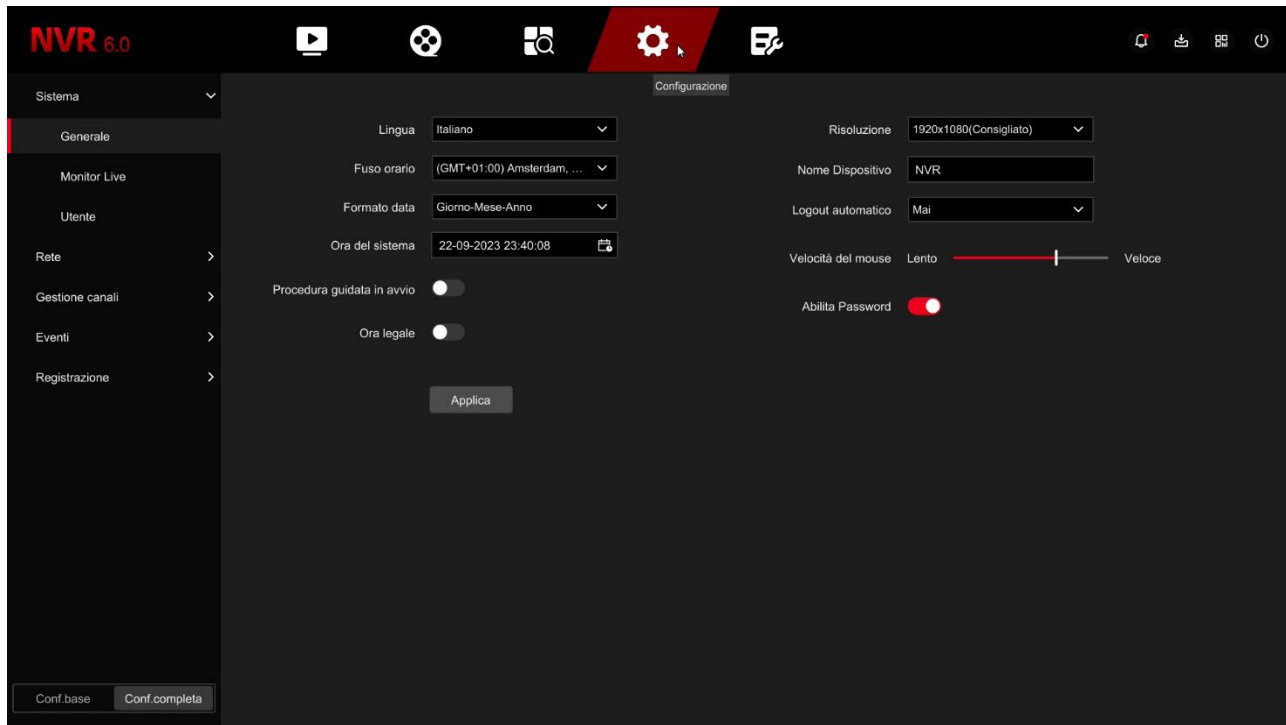 NVR 6.0
Configurazione
Sistema
Generale
Monitor Live
Utente
Rete
Gestione canali
Eventi
Registrazione
Lingua Italiano
Fuso orario (GMT+01:00) Amsterdam, ...
Formato data Giorno-Mese-Anno
Ora del sistema 22-09-2023 23:40:08
Procedura guidata in avvio
Ora legale
Applica
Risoluzione 1920x1080(Consigliato)
Nome Dispositivo NVR
Logout automatico Mai
Velocità del mouse Lento Veloce
Abilita Password
Conf.base Conf.completa